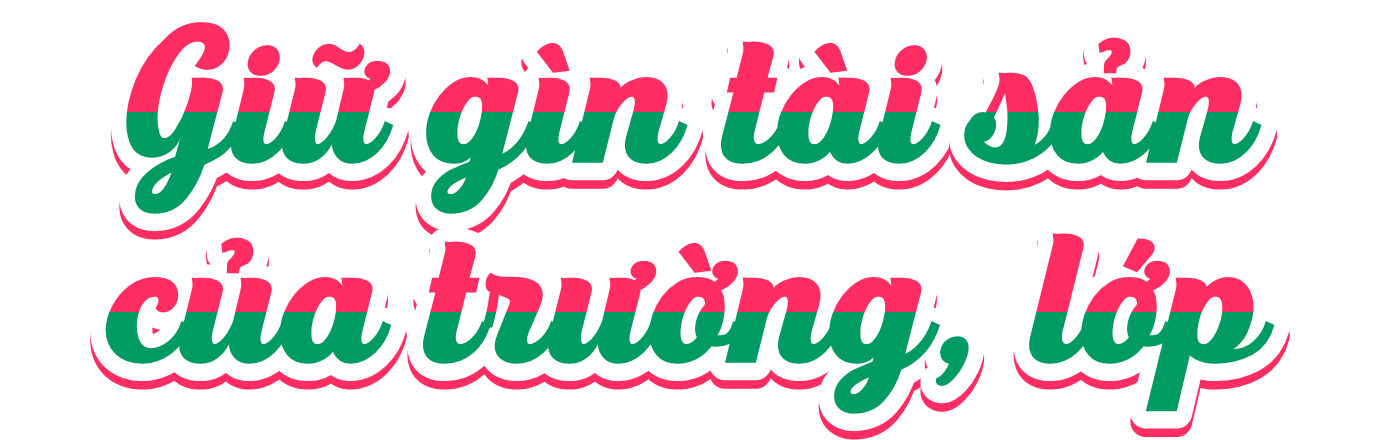 Giữ gìn tài sản
của trường, lớp